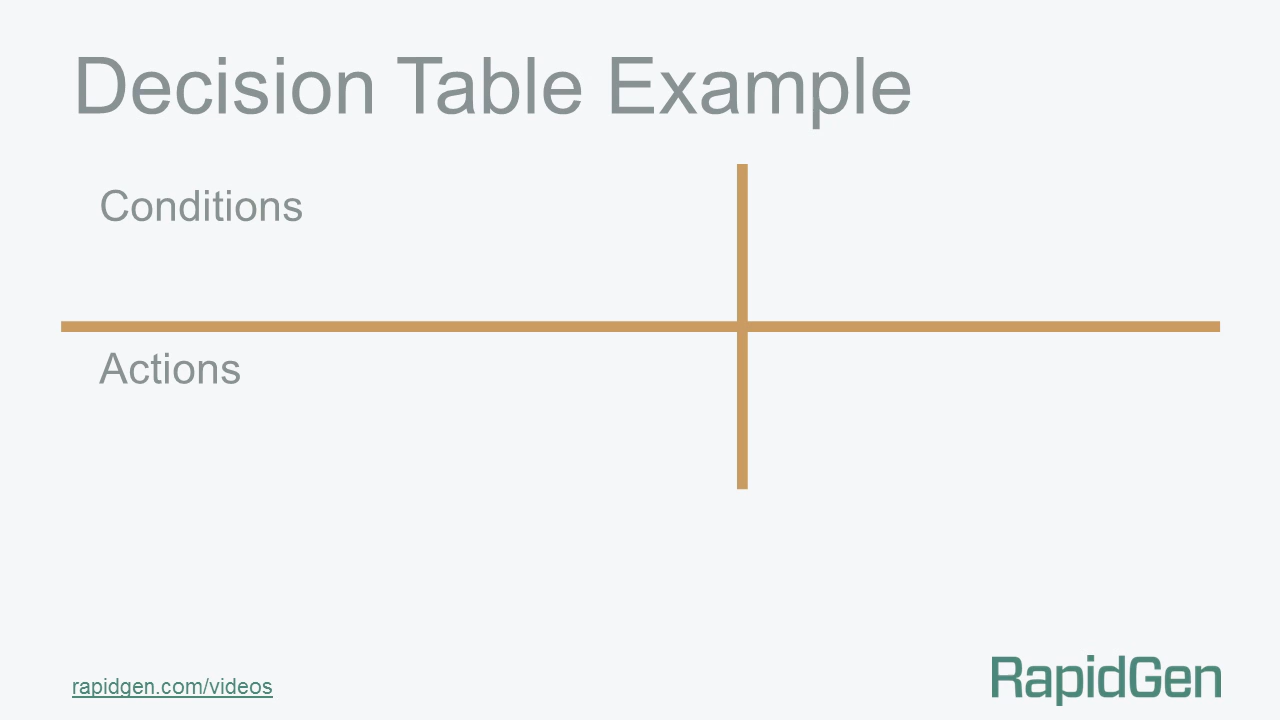 Decision Table Example
Conditions
Actions
rapidgen.com/videos
RapidGen